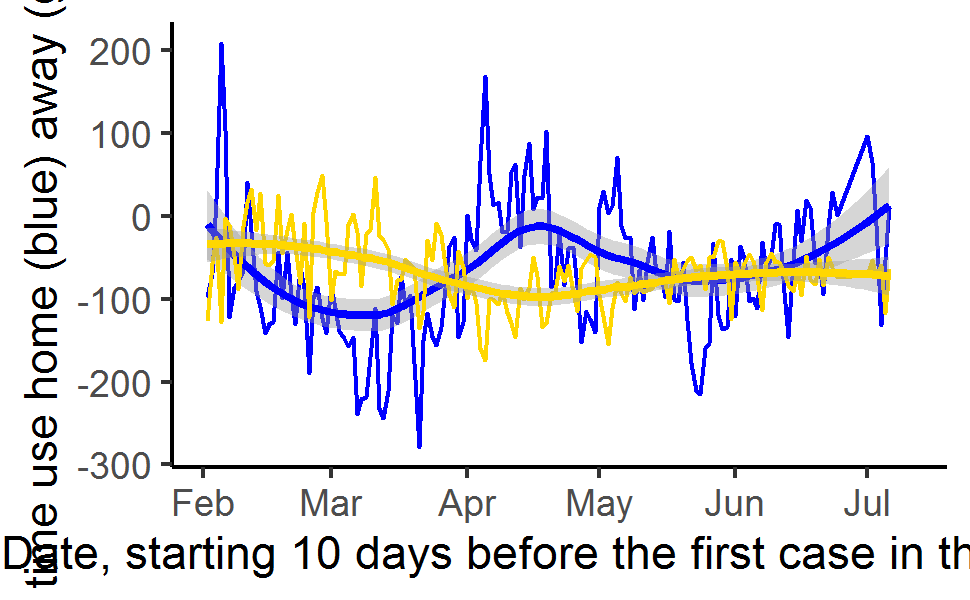 time use home (blue) away (
200
100
0
-100
-200
-300
Feb Mar Apr May Jun Jul
Date, starting 10 days before the first case in th